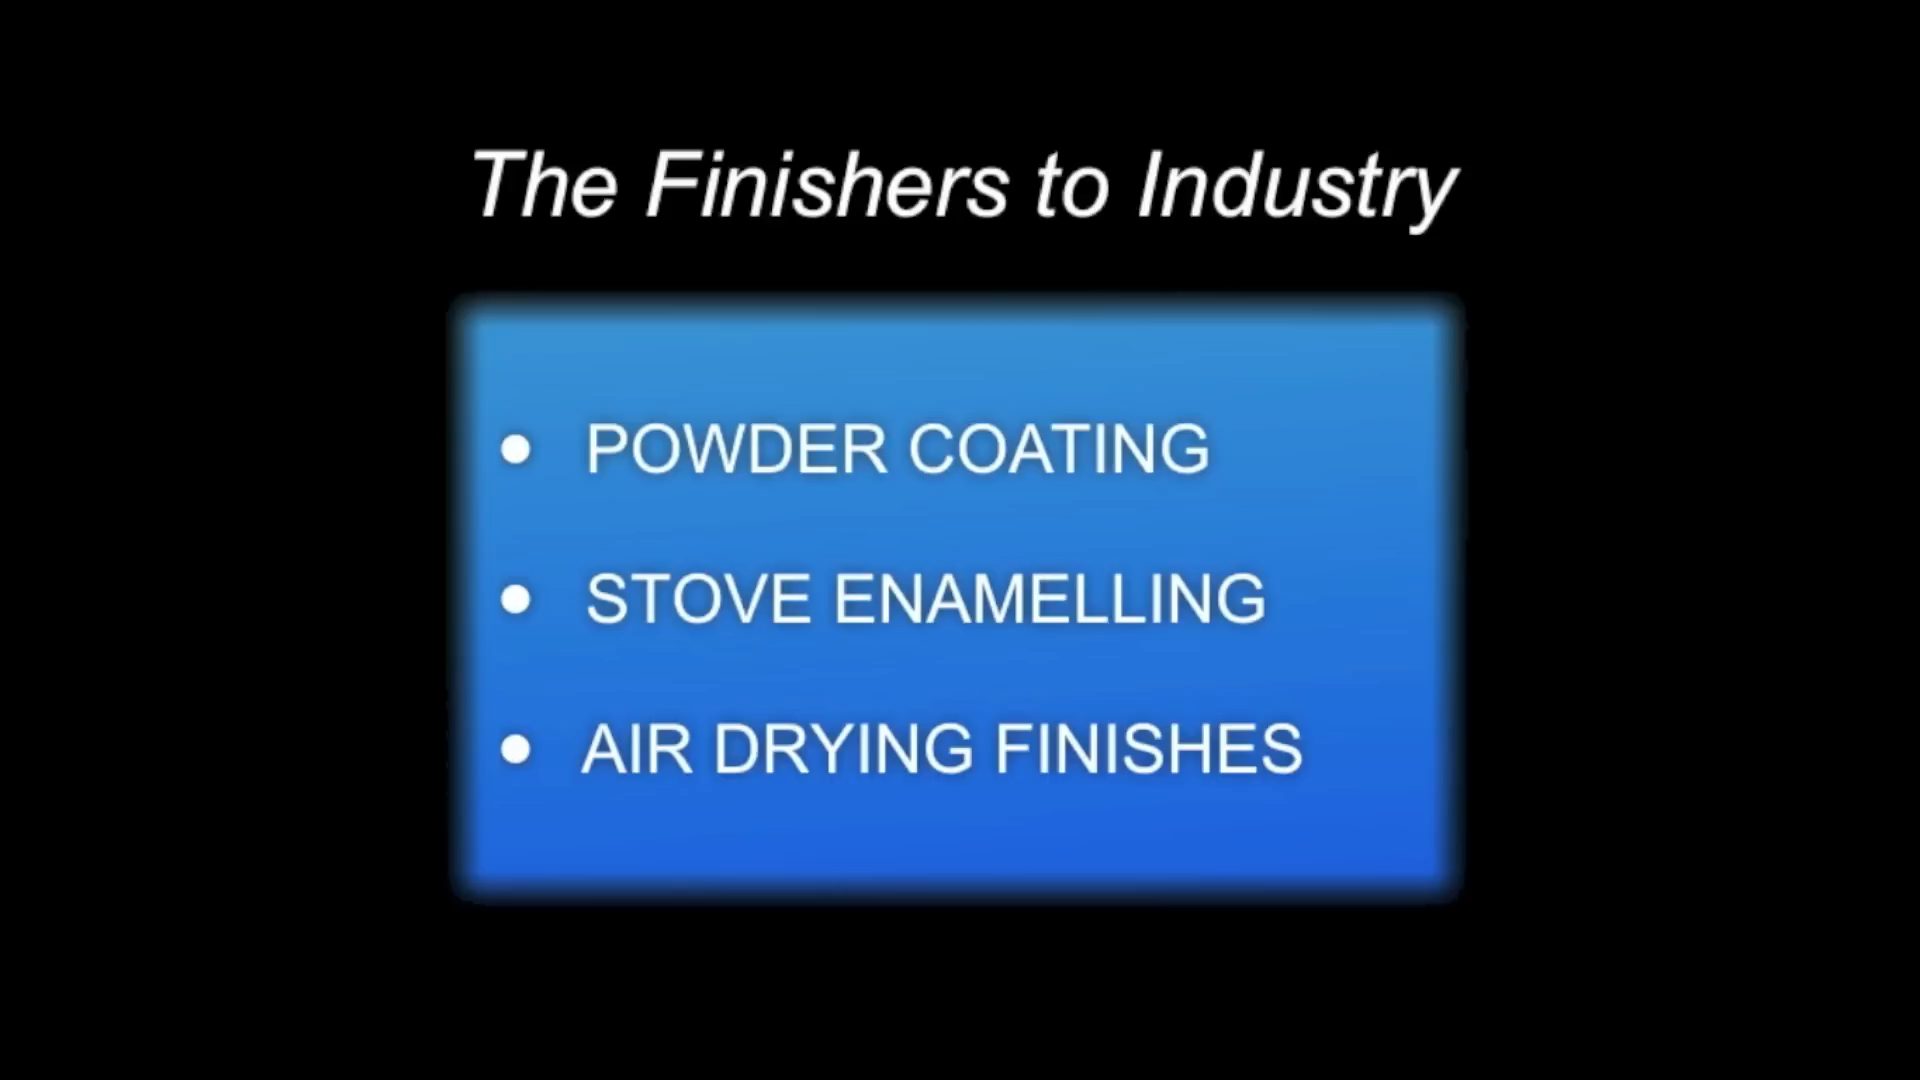 The Finishers to Industry
• POWDER COATING
• STOVE ENAMELLING
• AIR DRYING FINISHES